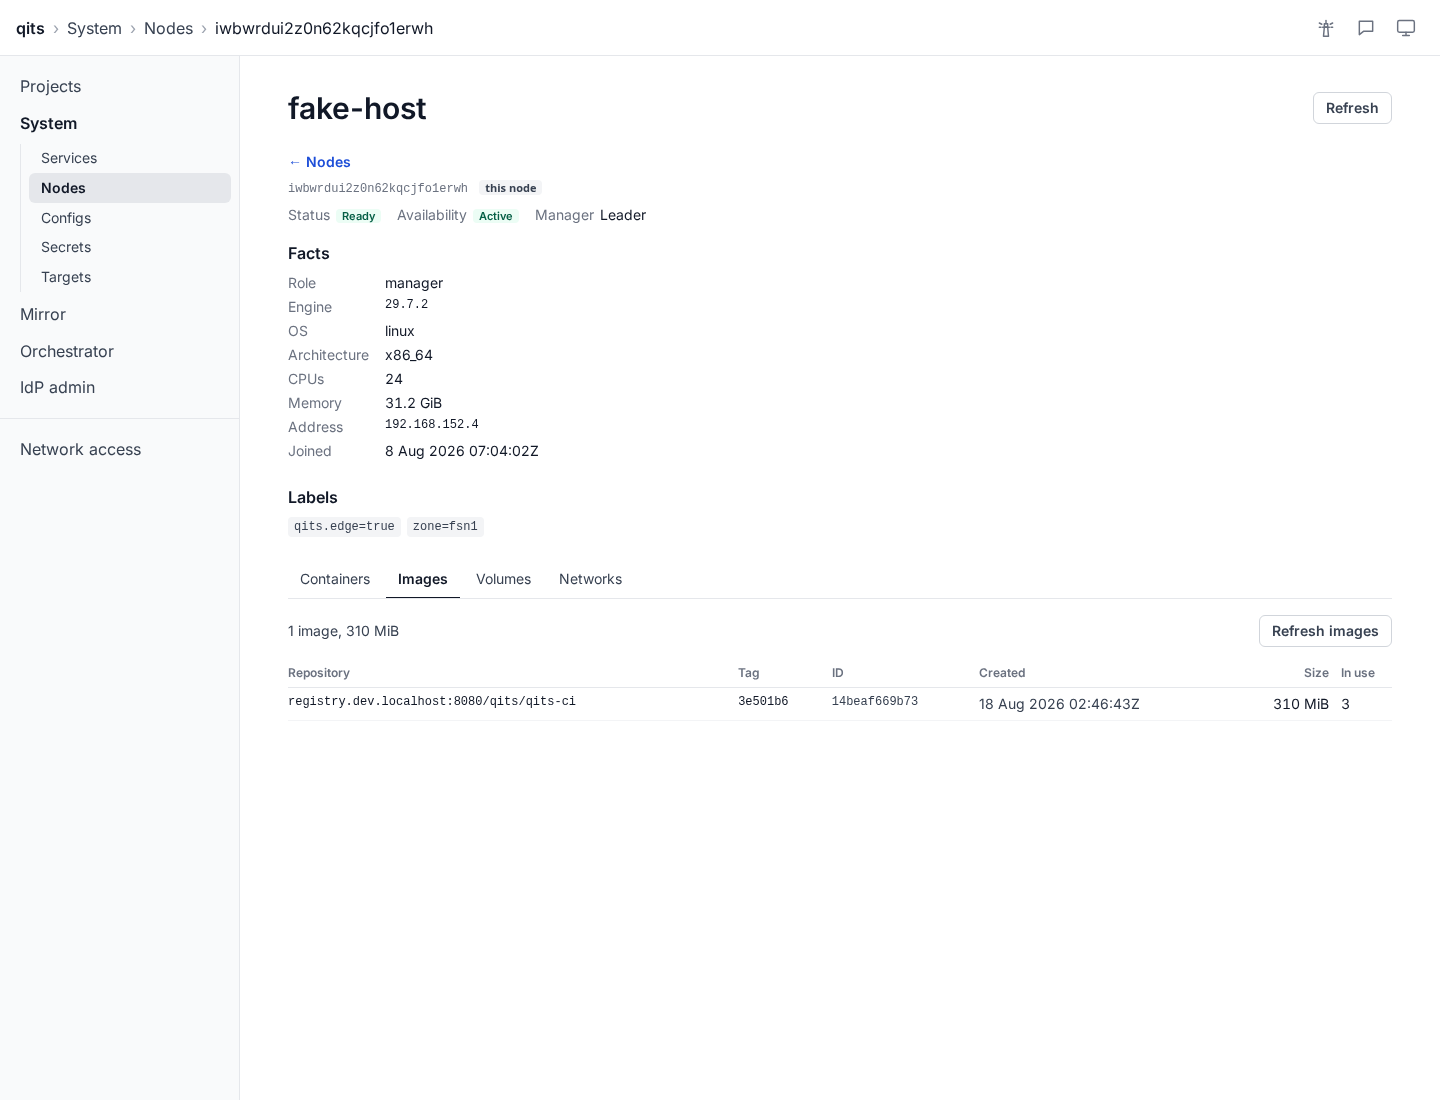 qits › System › Nodes › iwbwrdui2z0n62kqcjfo1erwh
Projects
System
Services
Nodes
Configs
Secrets
Targets
Mirror
Orchestrator
IdP admin
Network access
fake-host
Refresh
← Nodes
iwbwrdui2z0n62kqcjfo1erwh this node
Status Ready Availability Active Manager Leader
Facts
Role manager
Engine 29.7.2
OS linux
Architecture x86_64
CPUs 24
Memory 31.2 GiB
Address 192.168.152.4
Joined 8 Aug 2026 07:04:02Z
Labels
qits.edge=true zone=fsn1
Containers Images Volumes Networks
1 image, 310 MiB
Refresh images
Repository Tag ID Created Size In use
registry.dev.localhost:8080/qits/qits-ci 3e501b6 14beaf669b73 18 Aug 2026 02:46:43Z 310 MiB 3